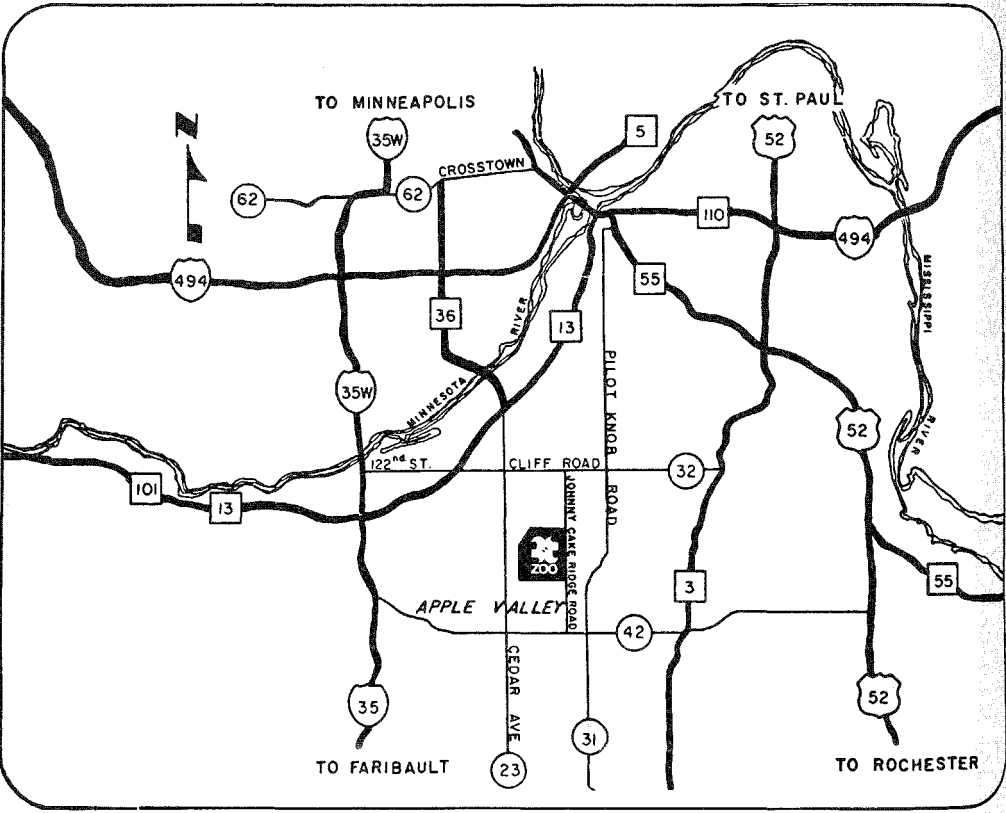 TO MINNEAPOLIS
TO ST. PAUL
N
35W
5
52
CROSSTOWN
62
62
110
494
494
55
MISSISSIPPI
RIVER
36
RIVER
13
MINNESOTA
35W
PILOT KNOB ROAD
52
122nd ST.
CLIFF ROAD
32
101
13
JOHNNY CAKE RIDGE ROAD
ZOO
3
55
APPLE VALLEY
42
CEDAR AVE
35
52
31
TO FARIBAULT
23
TO ROCHESTER